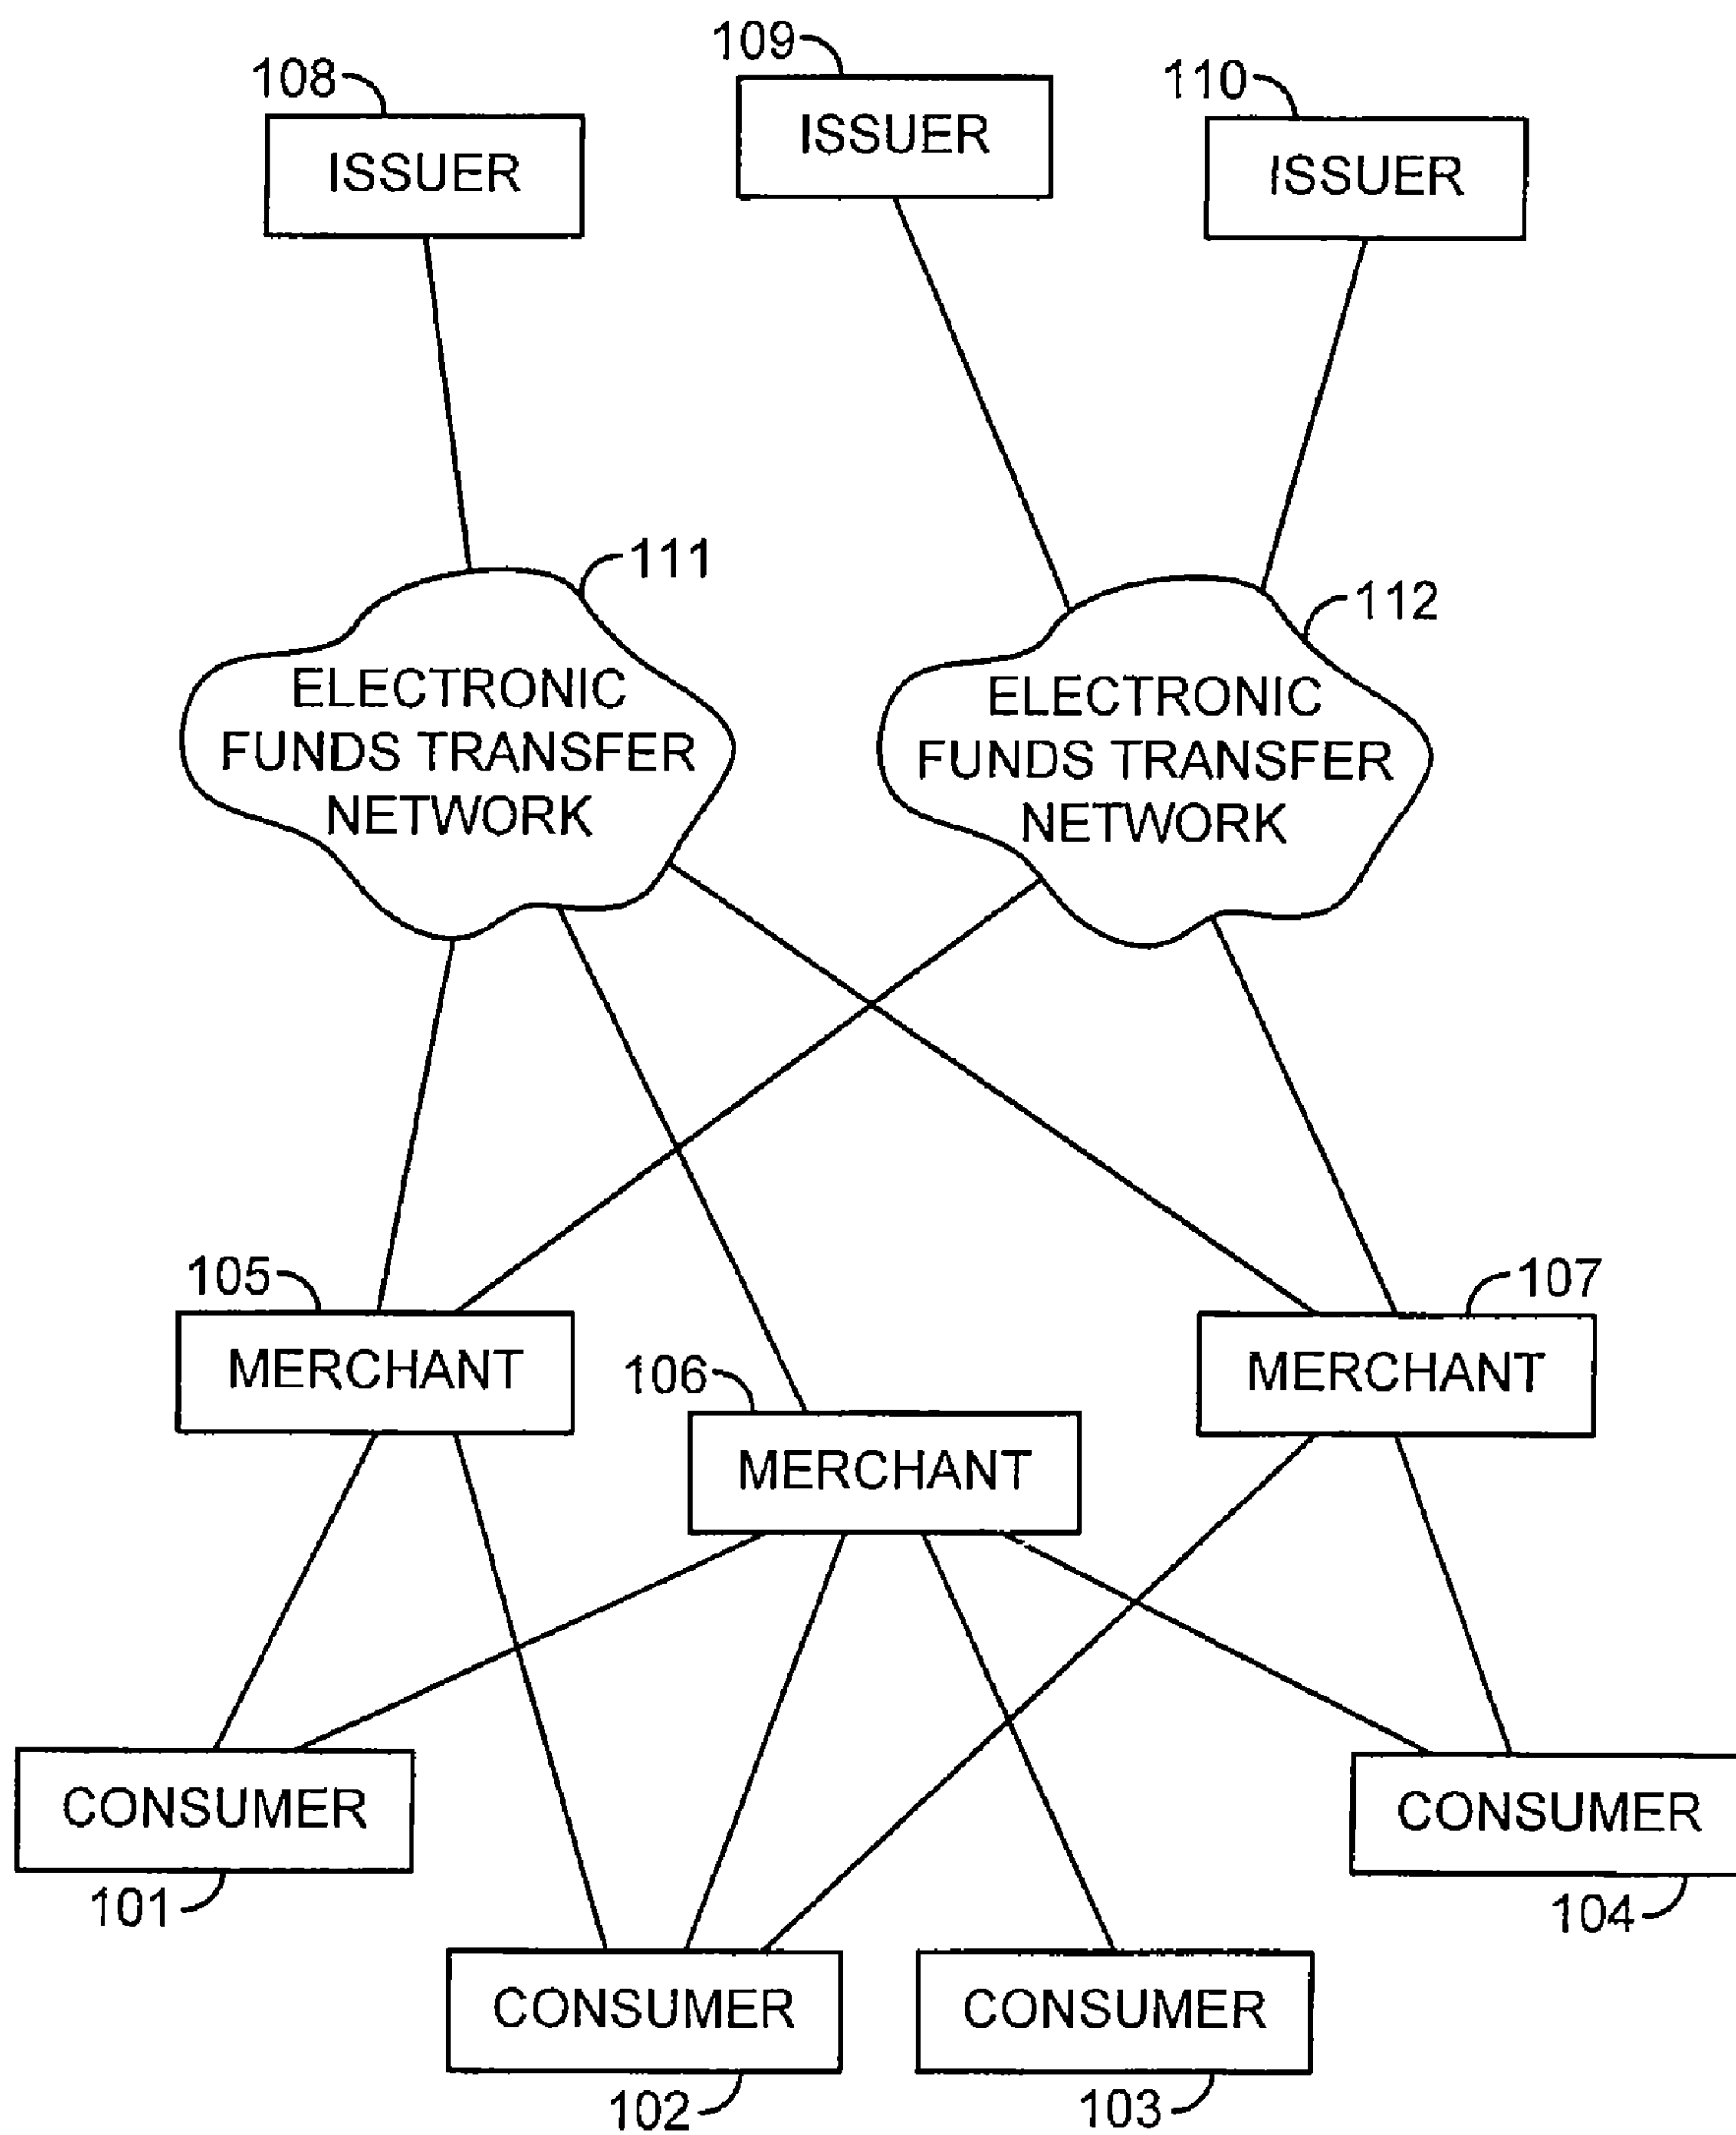 109
108
110
ISSUER
ISSUER
ISSUER
111
112
ELECTRONIC
FUNDS TRANSFER
NETWORK
ELECTRONIC
FUNDS TRANSFER
NETWORK
105
107
MERCHANT
106
MERCHANT
MERCHANT
CONSUMER
CONSUMER
101
104
CONSUMER
CONSUMER
102
103